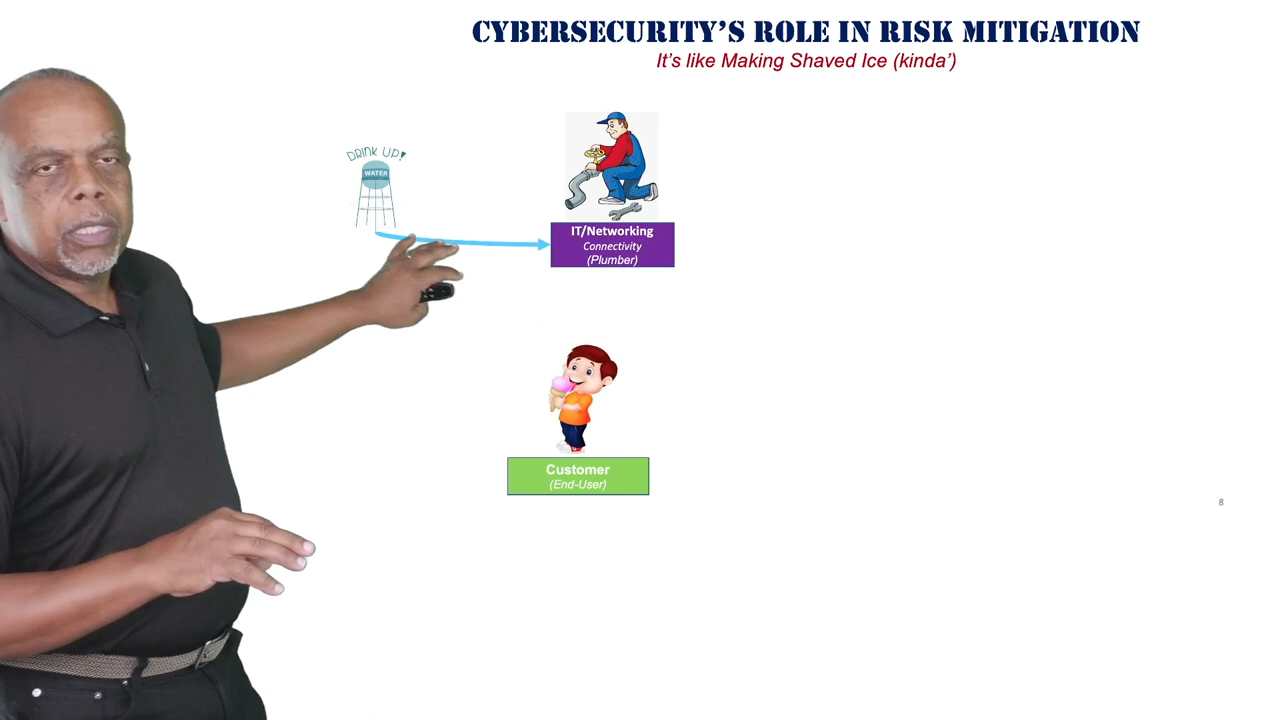 CYBERSECURITY'S ROLE IN RISK MITIGATION
It's like Making Shaved Ice (kinda')
DRINK UP!
WATER
IT/Networking
Connectivity
(Plumber)
Customer
(End-User)
8